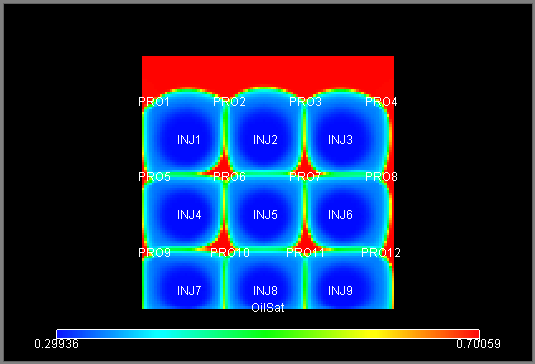 PRO1 PRO2 PRO3 PRO4
INJ1 INJ2 INJ3
PRO5 PRO6 PRO7 PRO8
INJ4 INJ5 INJ6
PRO9 PRO10 PRO11 PRO12
INJ7 INJ8 INJ9
OilSat
0.29936 0.70059